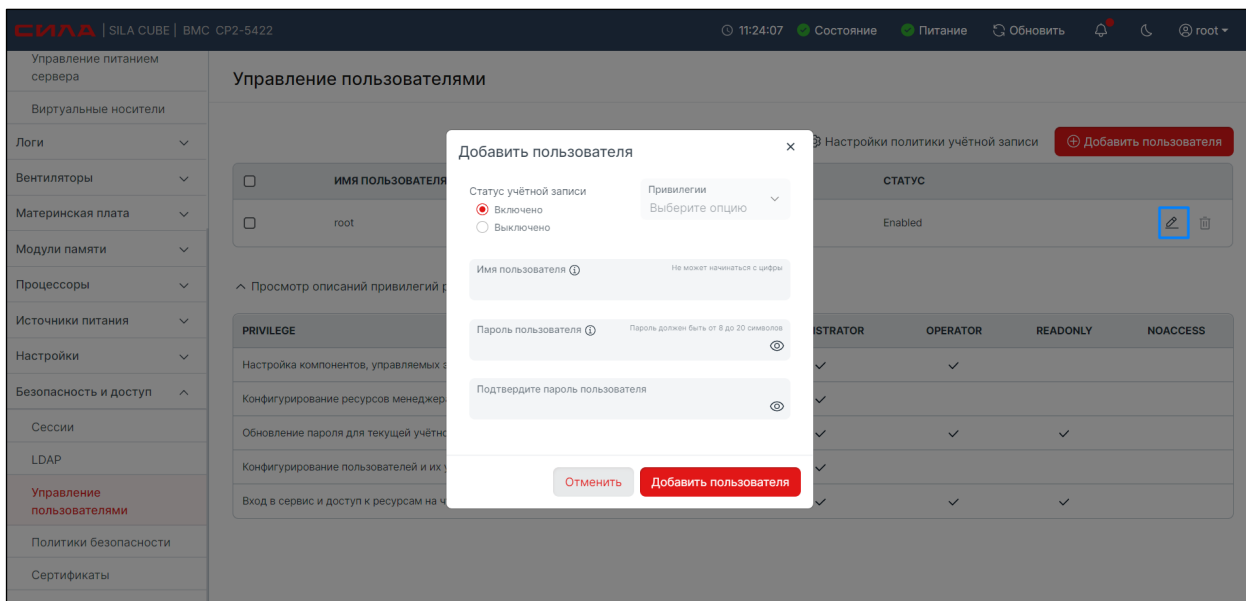 СИЛА | SILA CUBE | BMC CP2-5422
11:24:07 Состояние Питание Обновить root
Управление питанием
сервера
Виртуальные носители
Логи
Вентиляторы
Материнская плата
Модули памяти
Процессоры
Источники питания
Настройки
Безопасность и доступ
Сессии
LDAP
Управление
пользователями
Политики безопасности
Сертификаты
Управление пользователями
Настройки политики учётной записи
Добавить пользователя
ИМЯ ПОЛЬЗОВАТЕЛЯ СТАТУС
root Enabled
Просмотр описаний привилегий
PRIVILEGE ISTRATOR OPERATOR READONLY NOACCESS
Настройка компонентов, управляемых
Конфигурирование ресурсов менеджер
Обновление пароля для текущей учётн
Конфигурирование пользователей и их
Вход в сервис и доступ к ресурсам на ч
Добавить пользователя
Статус учётной записи
Включено
Выключено
Привилегии
Выберите опцию
Имя пользователя Не может начинаться с цифры
Пароль пользователя Пароль должен быть от 8 до 20 символов
Подтвердите пароль пользователя
Отменить Добавить пользователя